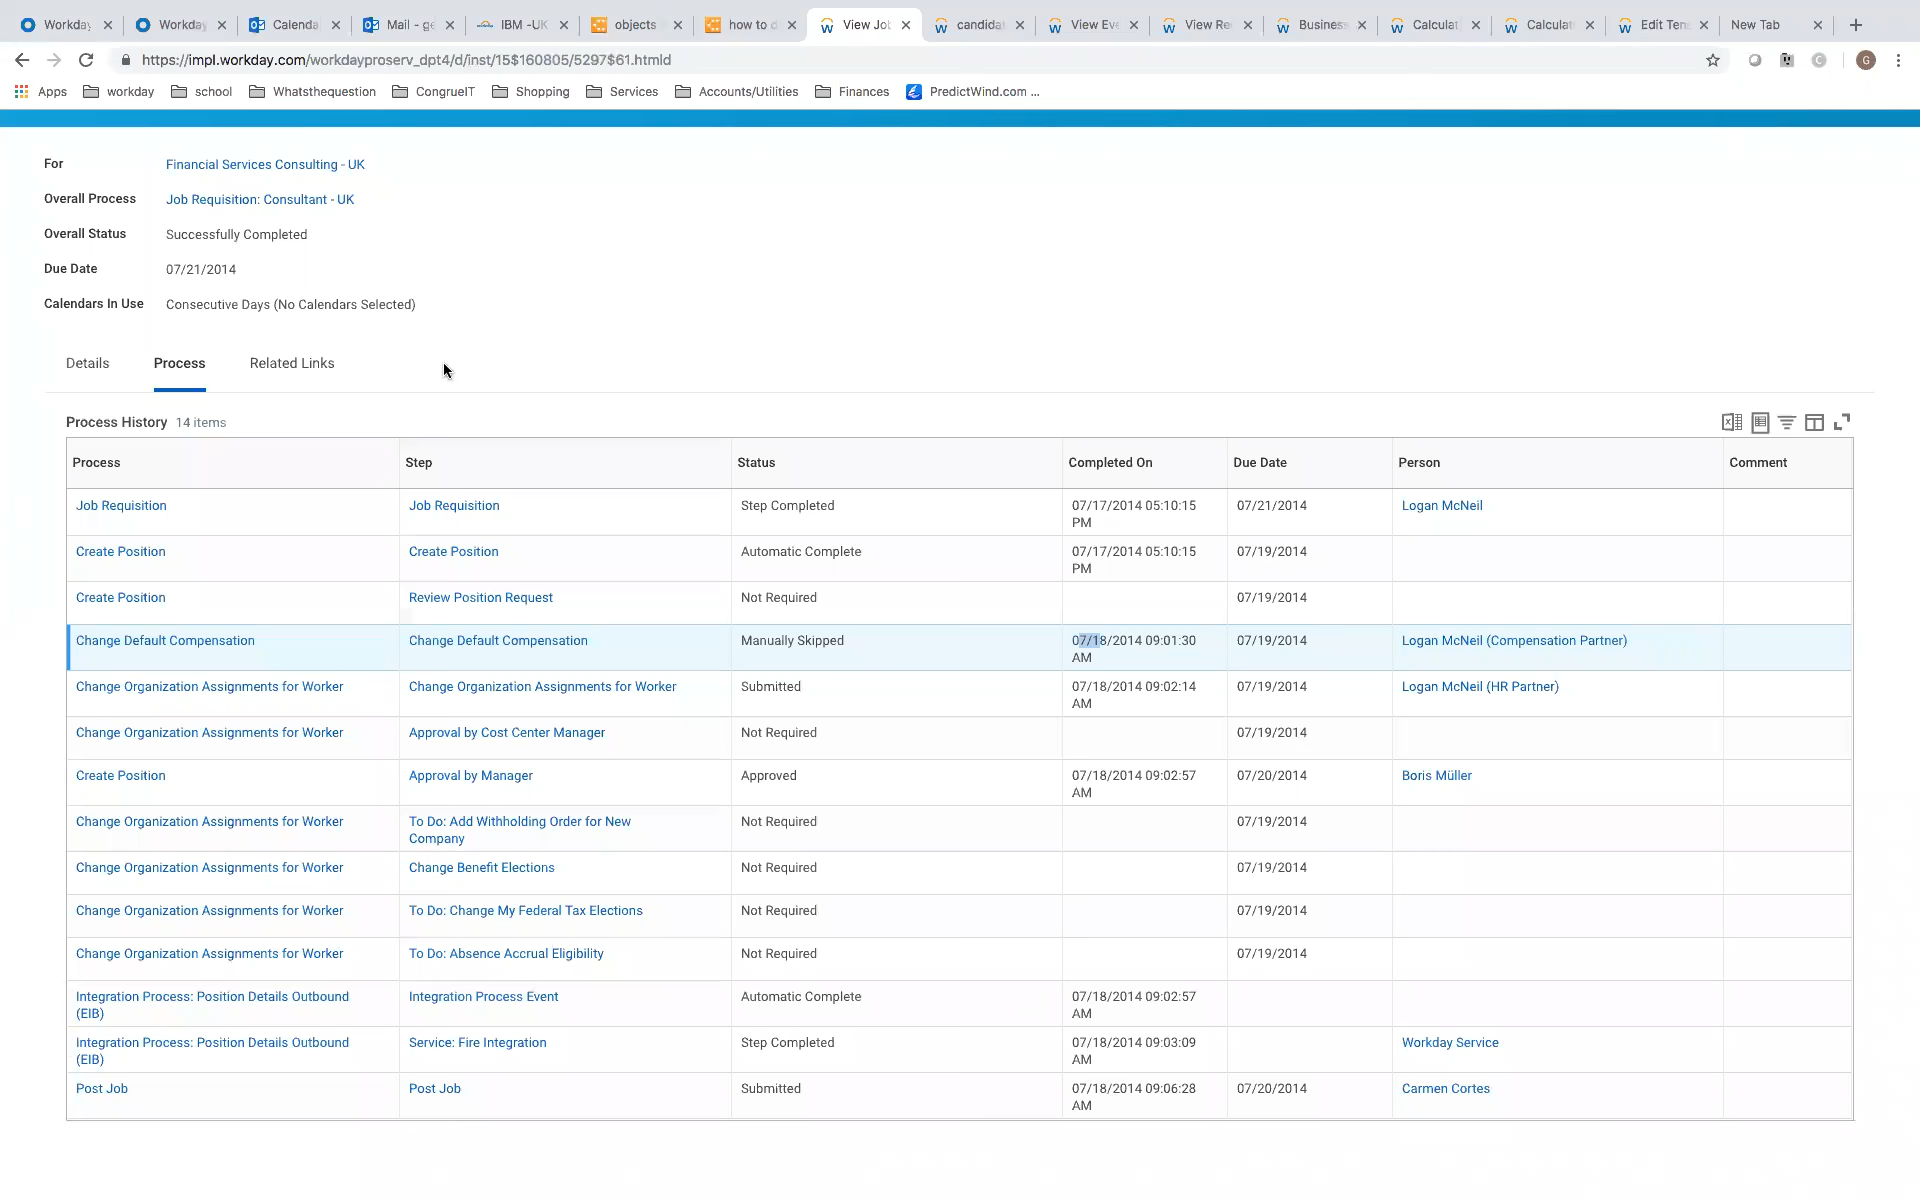 Workday Workday Calenda Mail - ge IBM -UK objects how to d View Job candida View Eve View Re Business Calculat Calculat Edit Ten New Tab
https://impl.workday.com/workdayproserv_dpt4/d/inst/15$160805/5297$61.htmld G
Apps workday school Whatsthequestion CongrueIT Shopping Services Accounts/Utilities Finances PredictWind.com ...
For Financial Services Consulting - UK
Overall Process Job Requisition: Consultant - UK
Overall Status Successfully Completed
Due Date 07/21/2014
Calendars In Use Consecutive Days (No Calendars Selected)
Details Process Related Links
Process History 14 items
Process Step Status Completed On Due Date Person Comment
Job Requisition Job Requisition Step Completed 07/17/2014 05:10:15 07/21/2014 Logan McNeil
PM
Create Position Create Position Automatic Complete 07/17/2014 05:10:15 07/19/2014
PM
Create Position Review Position Request Not Required 07/19/2014
Change Default Compensation Change Default Compensation Manually Skipped 07/18/2014 09:01:30 07/19/2014 Logan McNeil (Compensation Partner)
AM
Change Organization Assignments for Worker Change Organization Assignments for Worker Submitted 07/18/2014 09:02:14 07/19/2014 Logan McNeil (HR Partner)
AM
Change Organization Assignments for Worker Approval by Cost Center Manager Not Required 07/19/2014
Create Position Approval by Manager Approved 07/18/2014 09:02:57 07/20/2014 Boris Müller
AM
Change Organization Assignments for Worker To Do: Add Withholding Order for New Not Required 07/19/2014
Company
Change Organization Assignments for Worker Change Benefit Elections Not Required 07/19/2014
Change Organization Assignments for Worker To Do: Change My Federal Tax Elections Not Required 07/19/2014
Change Organization Assignments for Worker To Do: Absence Accrual Eligibility Not Required 07/19/2014
Integration Process: Position Details Outbound Integration Process Event Automatic Complete 07/18/2014 09:02:57
(EIB) AM
Integration Process: Position Details Outbound Service: Fire Integration Step Completed 07/18/2014 09:03:09 Workday Service
(EIB) AM
Post Job Post Job Submitted 07/18/2014 09:06:28 07/20/2014 Carmen Cortes
AM